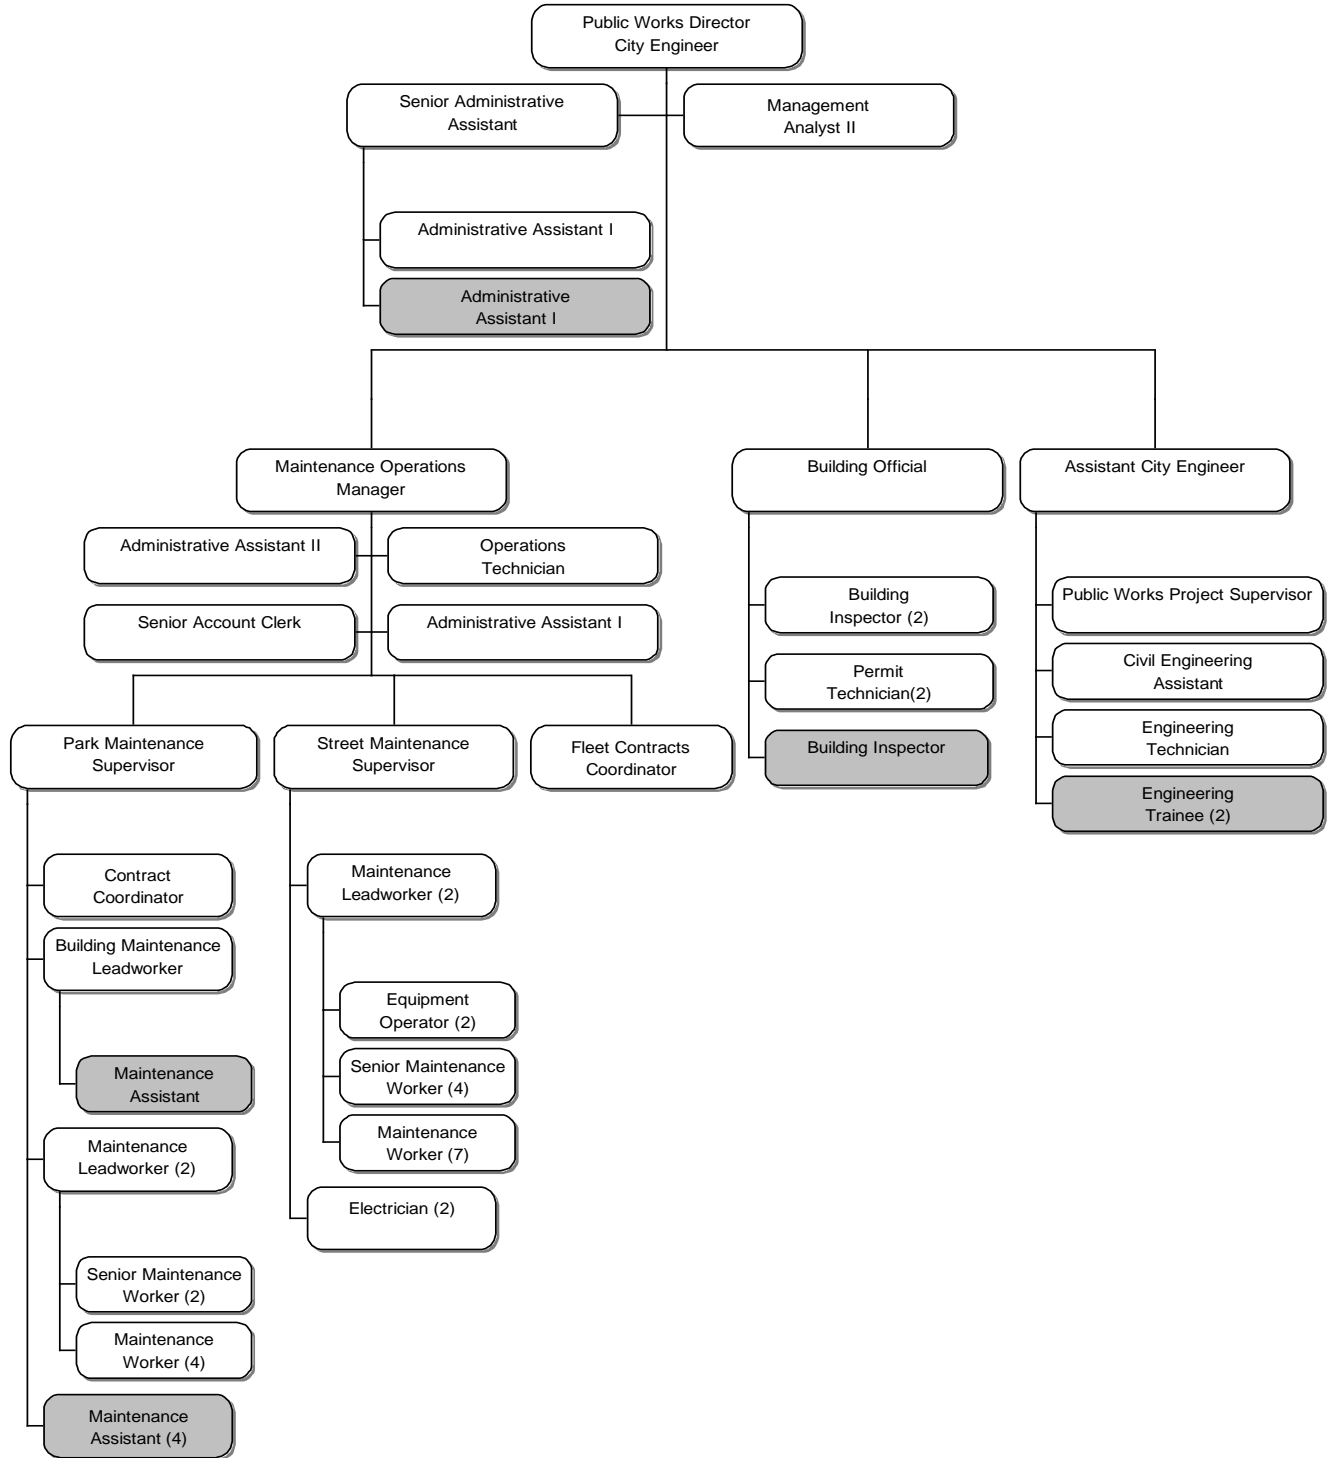 Public Works Director
City Engineer
Senior Administrative
Assistant
Management
Analyst II
Administrative Assistant I
Administrative
Assistant I
Maintenance Operations
Manager
Building Official
Assistant City Engineer
Administrative Assistant II
Operations
Technician
Senior Account Clerk
Administrative Assistant I
Building
Inspector (2)
Permit
Technician(2)
Building Inspector
Public Works Project Supervisor
Civil Engineering
Assistant
Engineering
Technician
Engineering
Trainee (2)
Park Maintenance
Supervisor
Street Maintenance
Supervisor
Fleet Contracts
Coordinator
Contract
Coordinator
Building Maintenance
Leadworker
Maintenance
Assistant
Maintenance
Leadworker (2)
Senior Maintenance
Worker (2)
Maintenance
Worker (4)
Maintenance
Assistant (4)
Maintenance
Leadworker (2)
Equipment
Operator (2)
Senior Maintenance
Worker (4)
Maintenance
Worker (7)
Electrician (2)